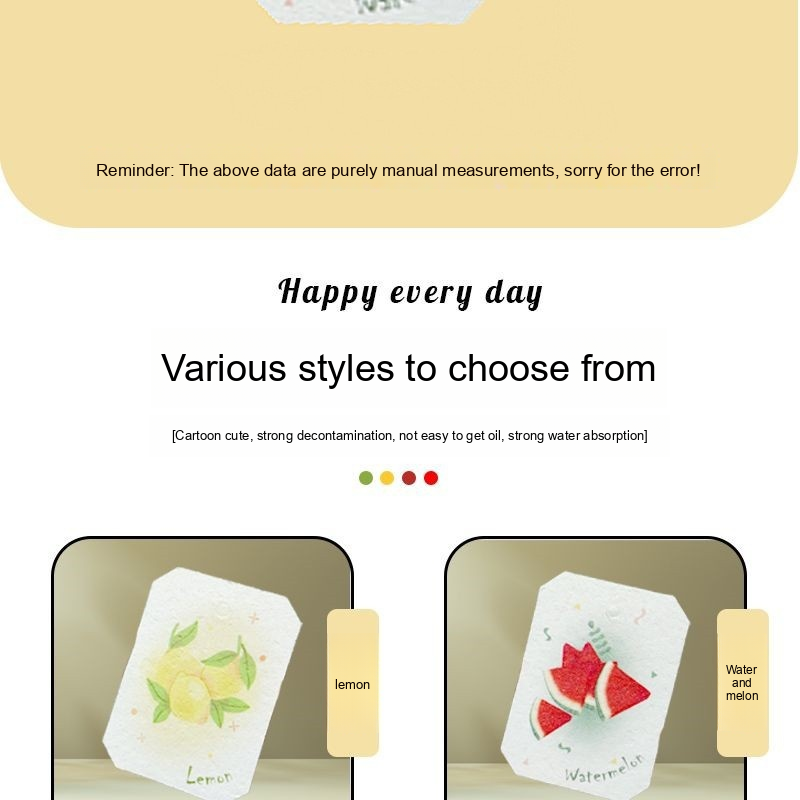 Reminder: The above data are purely manual measurements, sorry for the error!
Happy every day
Various styles to choose from
[Cartoon cute, strong decontamination, not easy to get oil, strong water absorption]
lemon
Water
and
melon
Lemon
Watermelon